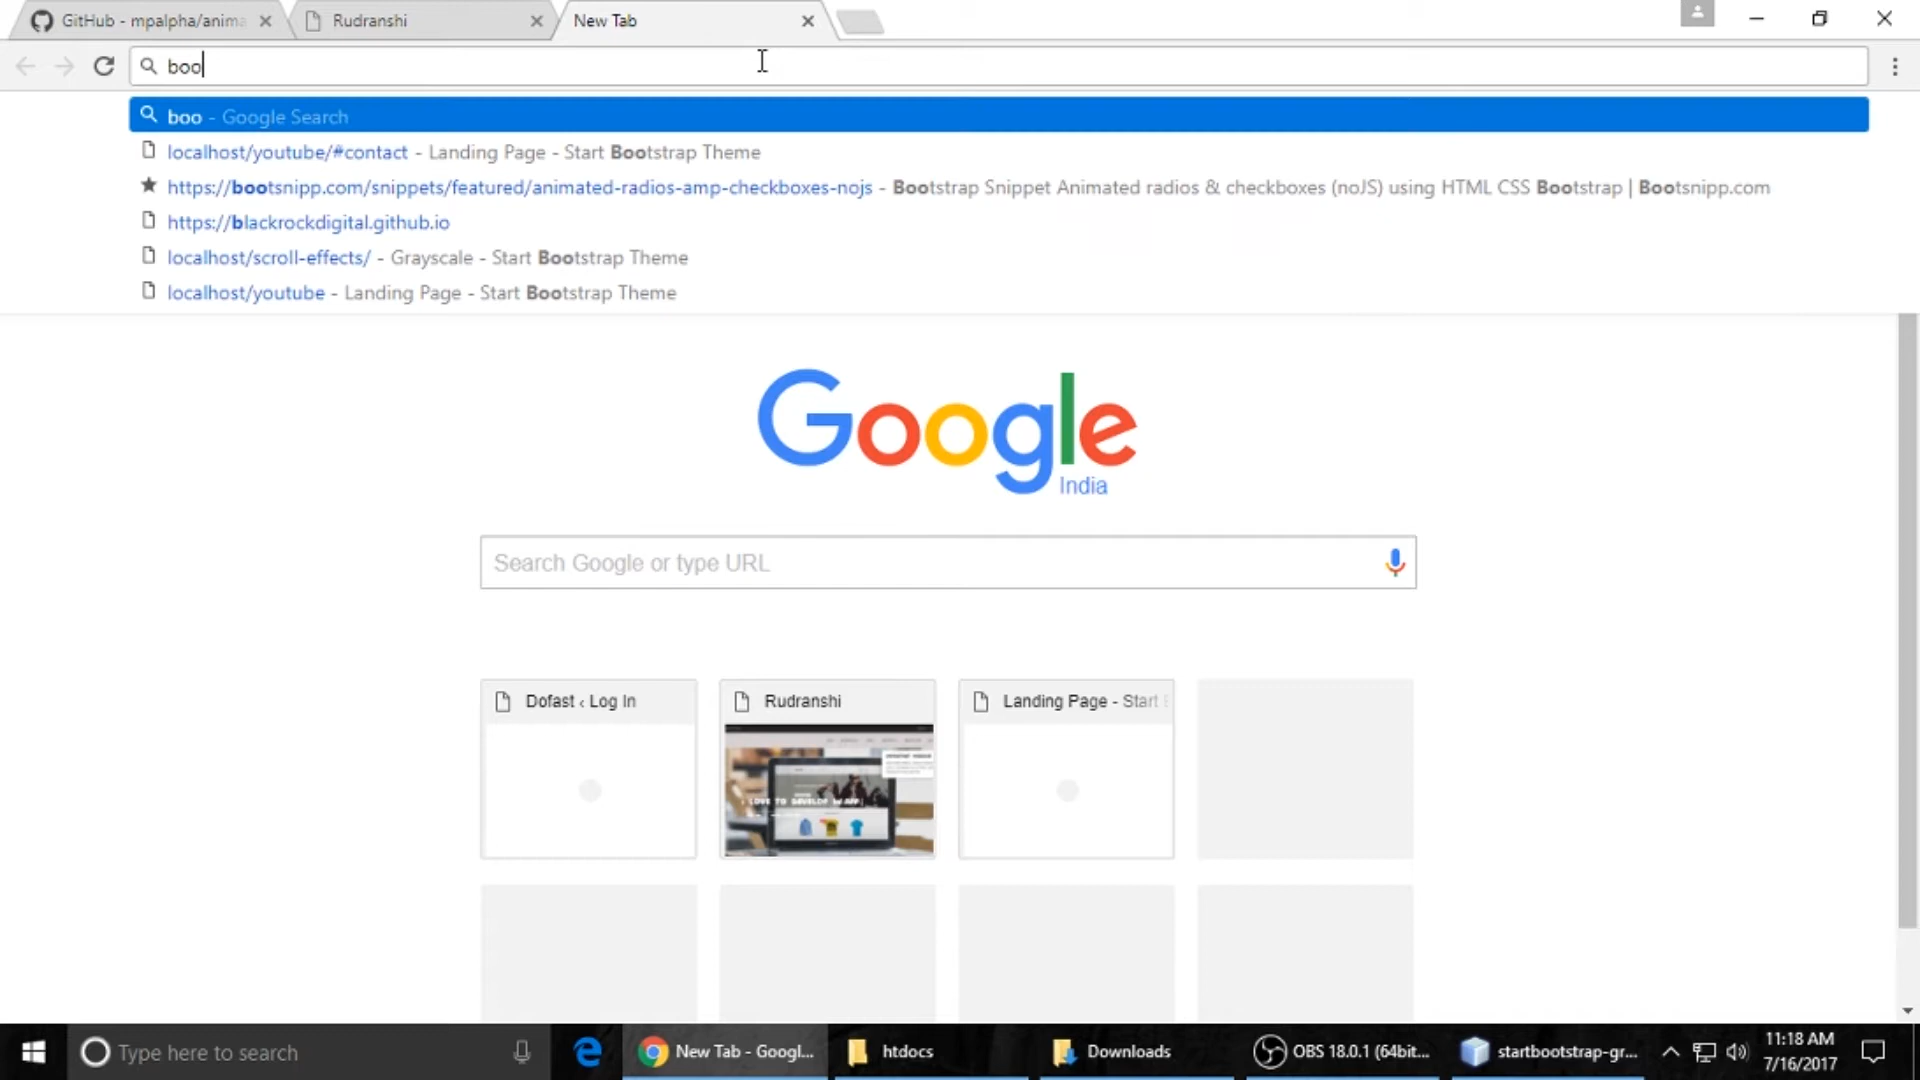 GitHub - mpalpha/anima
Rudranshi
New Tab
boo
boo - Google Search
localhost/youtube/#contact - Landing Page - Start Bootstrap Theme
https://bootsnipp.com/snippets/featured/animated-radios-amp-checkboxes-nojs - Bootstrap Snippet Animated radios & checkboxes (noJS) using HTML CSS Bootstrap | Bootsnipp.com
https://blackrockdigital.github.io
localhost/scroll-effects/ - Grayscale - Start Bootstrap Theme
localhost/youtube - Landing Page - Start Bootstrap Theme
Google
India
Search Google or type URL
Dofast ‹ Log In
Rudranshi
Landing Page - Start
Type here to search
New Tab - Googl...
htdocs
Downloads
OBS 18.0.1 (64bit...
startbootstrap-gr...
11:18 AM
7/16/2017